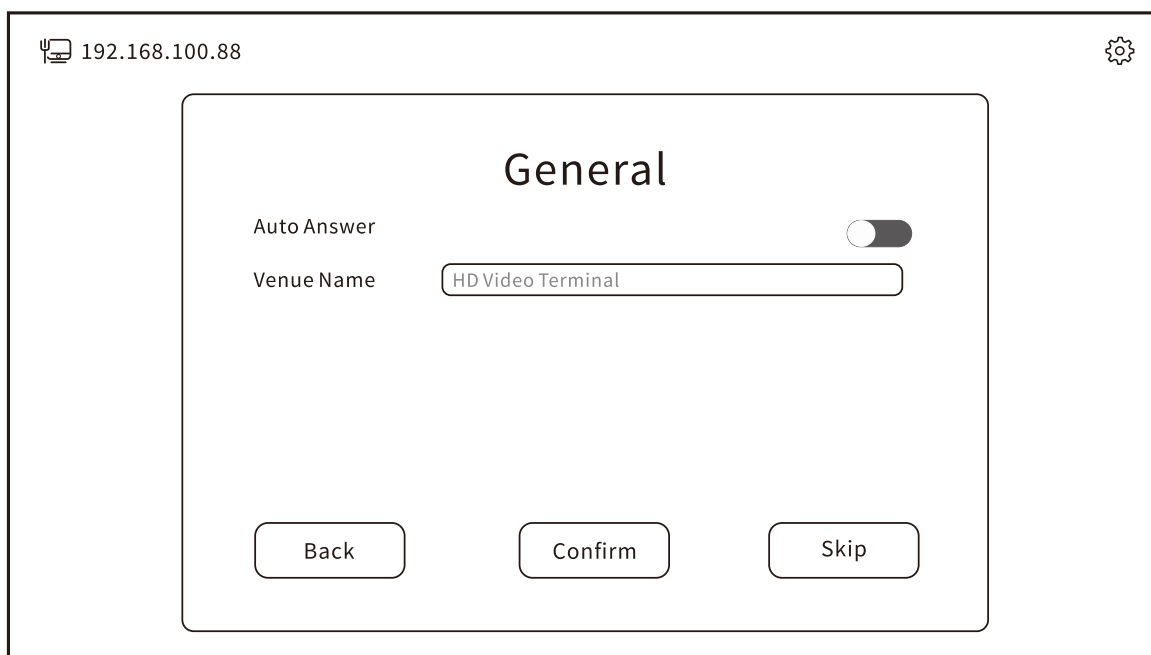 192.168.100.88
General
Auto Answer
Venue Name HD Video Terminal
Back Confirm Skip